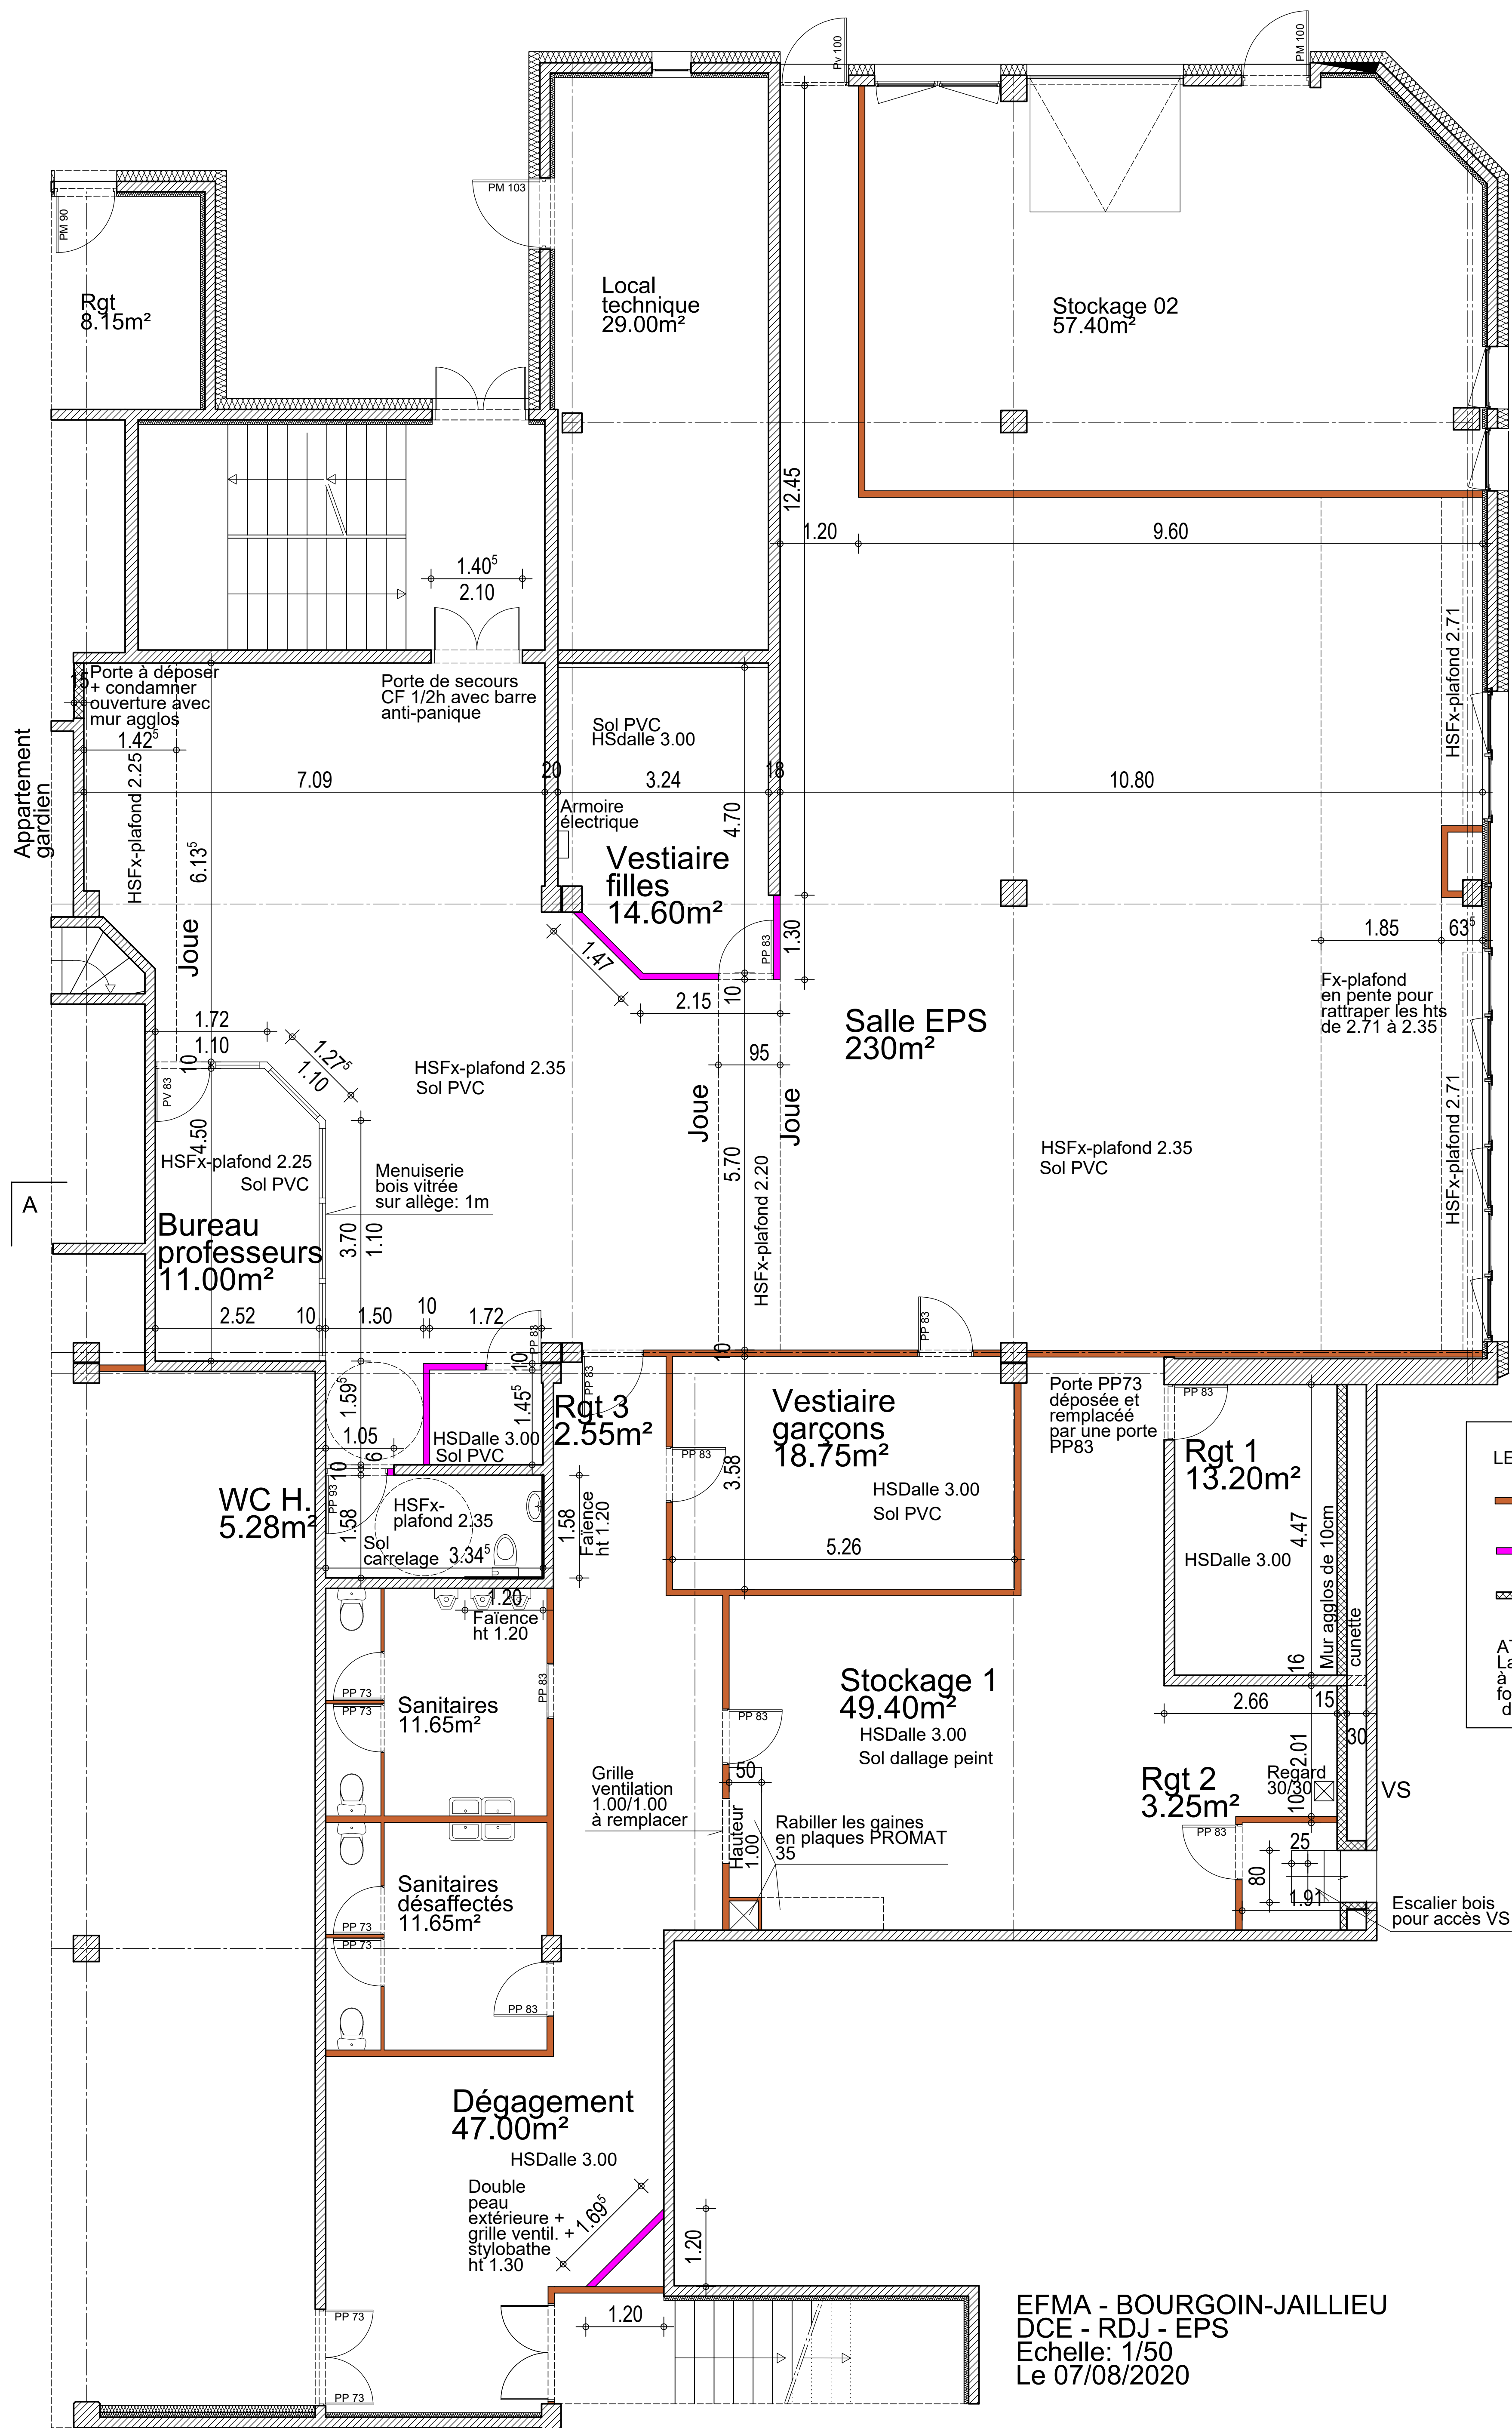 Pv 100
PM 100
PM 103
PM 90
Rgt
8.15m²
Local
technique
29.00m²
Stockage 02
57.40m²
12.45
1.20
9.60
1.40⁵
2.10
HSFx-plafond 2.71
Porte à déposer
+ condamner
ouverture avec
mur agglos
15
1.42⁵
Porte de secours
CF 1/2h avec barre
anti-panique
Sol PVC
HSdalle 3.00
Appartement
gardien
HSFx-plafond 2.25
7.09
20
3.24
18
10.80
6.13⁵
Armoire
électrique
4.70
Vestiaire
filles
14.60m²
PP 83
1.30
1.47
2.15
10
Joue
1.85
63⁵
Fx-plafond
en pente pour
rattraper les hts
de 2.71 à 2.35
Salle EPS
230m²
1.72
1.10
10
1.27⁵
1.10
HSFx-plafond 2.35
Sol PVC
95
Joue
Joue
PV 83
4.50
HSFx-plafond 2.25
Sol PVC
Menuiserie
bois vitrée
sur allège: 1m
5.70
HSFx-plafond 2.20
HSFx-plafond 2.35
Sol PVC
HSFx-plafond 2.71
A
Bureau
professeurs
11.00m²
3.70
1.10
2.52
10
1.50
10
1.72
PP 83
PP 83
PP 83
10
10
1.59⁵
1.45⁵
1.05
6
HSDalle 3.00
Sol PVC
Rgt 3
2.55m²
Vestiaire
garçons
18.75m²
PP 83
3.58
HSDalle 3.00
Sol PVC
5.26
Porte PP73
déposée et
remplacéé
par une porte
PP83
PP 83
Rgt 1
13.20m²
4.47
HSDalle 3.00
Mur agglos de 10cm
cunette
16
LE
AT
La
à
fo
d
WC H.
5.28m²
10
PP 93
1.58
HSFx-
plafond 2.35
Sol
carrelage
3.34⁵
1.58
Faïence
ht 1.20
1.20
Faïence
ht 1.20
PP 73
PP 73
Sanitaires
11.65m²
PP 83
Stockage 1
49.40m²
HSDalle 3.00
Sol dallage peint
PP 83
2.66
15
30
2.01
10
Regard
30/30
VS
Rgt 2
3.25m²
PP 83
25
80
1.91
Escalier bois
pour accès VS
Grille
ventilation
1.00/1.00
à remplacer
50
Hauteur
1.00
Rabiller les gaines
en plaques PROMAT
35
Sanitaires
désaffectés
11.65m²
PP 73
PP 73
PP 83
Dégagement
47.00m²
HSDalle 3.00
Double
peau
extérieure +
grille ventil. +
stylobathe
ht 1.30
1.69⁵
1.20
1.20
PP 73
PP 73
EFMA - BOURGOIN-JAILLIEU
DCE - RDJ - EPS
Echelle: 1/50
Le 07/08/2020